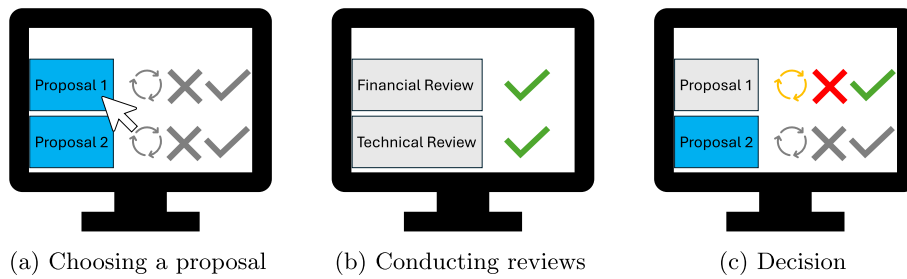 Proposal 1
Proposal 2
Financial Review
Technical Review
Proposal 1
Proposal 2
(a) Choosing a proposal
(b) Conducting reviews
(c) Decision